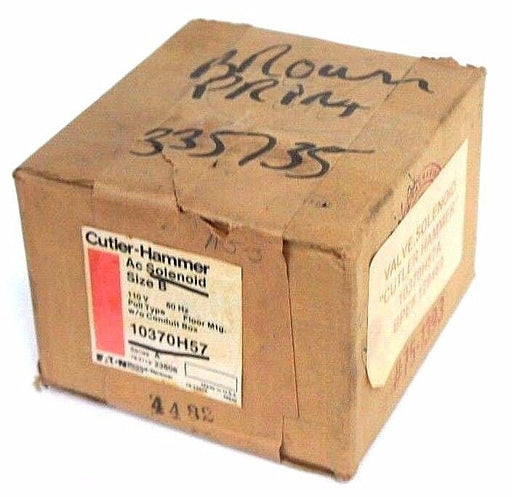 Brown
PRINT
335735
Cutler-Hammer
Ac Solenoid
Size B
110 V 60 Hz
Pull Type Floor Mtg.
w/o Conduit Box
10370H57
Series A
E.T.N
4482
VALVE, SOLENOID,
"CUTLER HAMMER